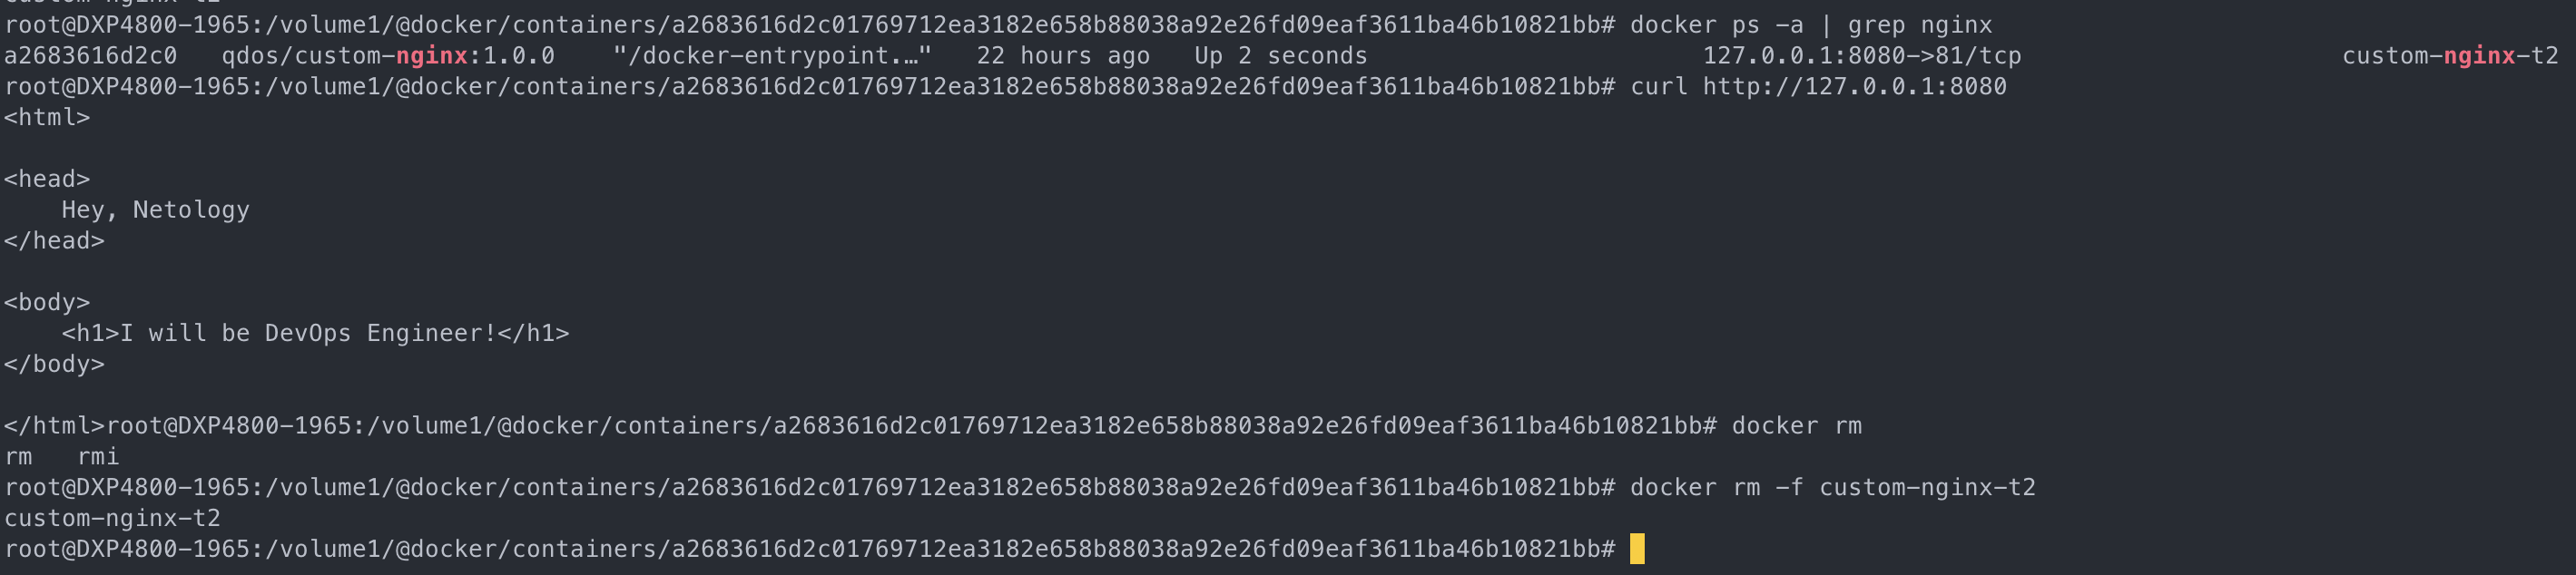 custom-nginx-t2
root@DXP4800-1965:/volume1/@docker/containers/a2683616d2c01769712ea3182e658b88038a92e26fd09eaf3611ba46b10821bb# docker ps -a | grep nginx
a2683616d2c0   qdos/custom-nginx:1.0.0    "/docker-entrypoint.…"   22 hours ago   Up 2 seconds                       127.0.0.1:8080->81/tcp                      custom-nginx-t2
root@DXP4800-1965:/volume1/@docker/containers/a2683616d2c01769712ea3182e658b88038a92e26fd09eaf3611ba46b10821bb# curl http://127.0.0.1:8080
<html>
<head>
    Hey, Netology
</head>
<body>
    <h1>I will be DevOps Engineer!</h1>
</body>
</html>root@DXP4800-1965:/volume1/@docker/containers/a2683616d2c01769712ea3182e658b88038a92e26fd09eaf3611ba46b10821bb# docker rm
rm   rmi
root@DXP4800-1965:/volume1/@docker/containers/a2683616d2c01769712ea3182e658b88038a92e26fd09eaf3611ba46b10821bb# docker rm -f custom-nginx-t2
custom-nginx-t2
root@DXP4800-1965:/volume1/@docker/containers/a2683616d2c01769712ea3182e658b88038a92e26fd09eaf3611ba46b10821bb#